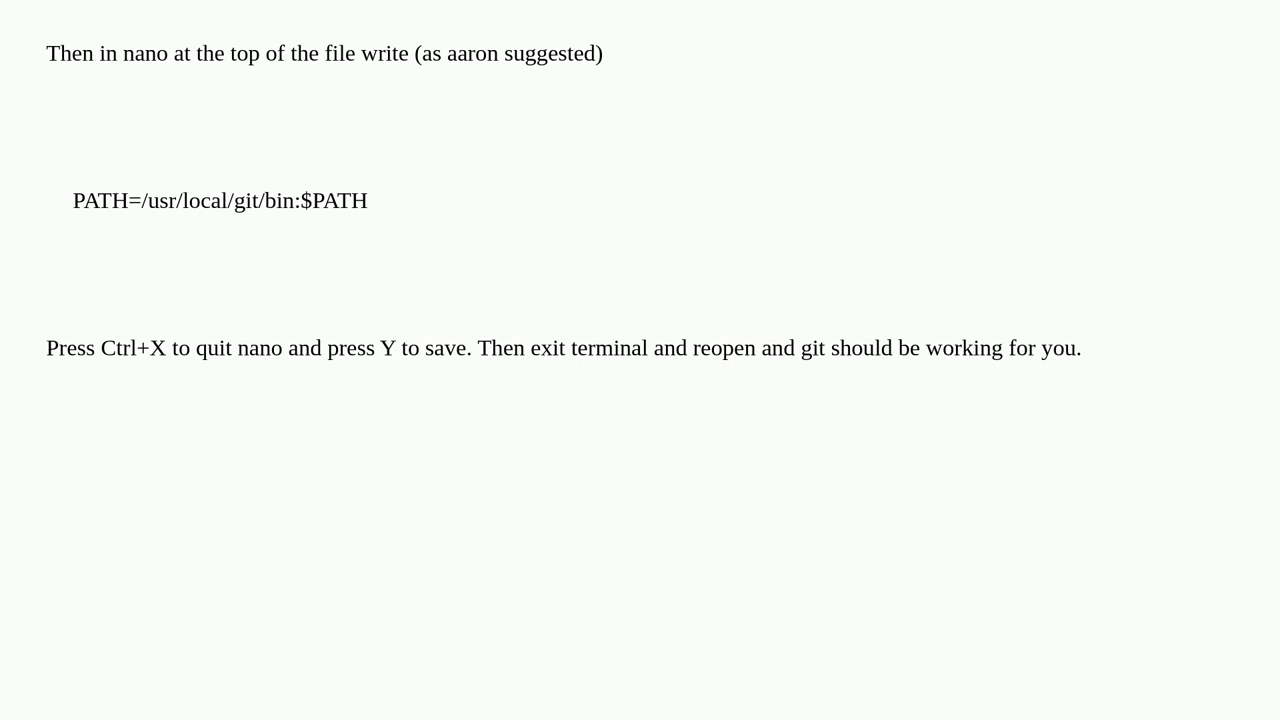 Then in nano at the top of the file write (as aaron suggested)
PATH=/usr/local/git/bin:$PATH
Press Ctrl+X to quit nano and press Y to save. Then exit terminal and reopen and git should be working for you.